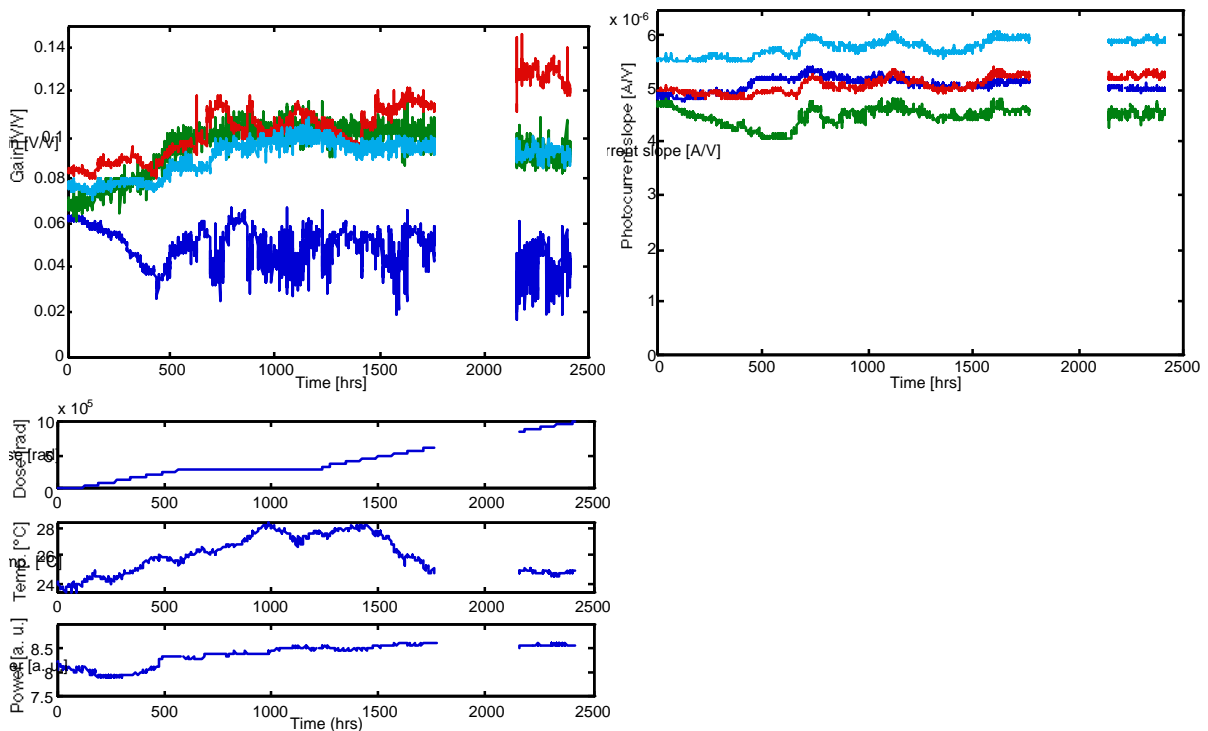 0.14
0.12
0.1
0.08
0.06
0.04
0.02
0
Gain [V/V]
0 500 1000 1500 2000 2500
Time [hrs]
x 10-6
6
5
4
3
2
1
0
Photocurrent slope [A/V]
rrent slope [A/V]
0 500 1000 1500 2000 2500
Time [hrs]
x 105
10
5
0
Dose [rad]
0 500 1000 1500 2000 2500
28
26
24
Temp. [°C]
0 500 1000 1500 2000 2500
8.5
8
7.5
Power [a. u.]
0 500 1000 1500 2000 2500
Time (hrs)